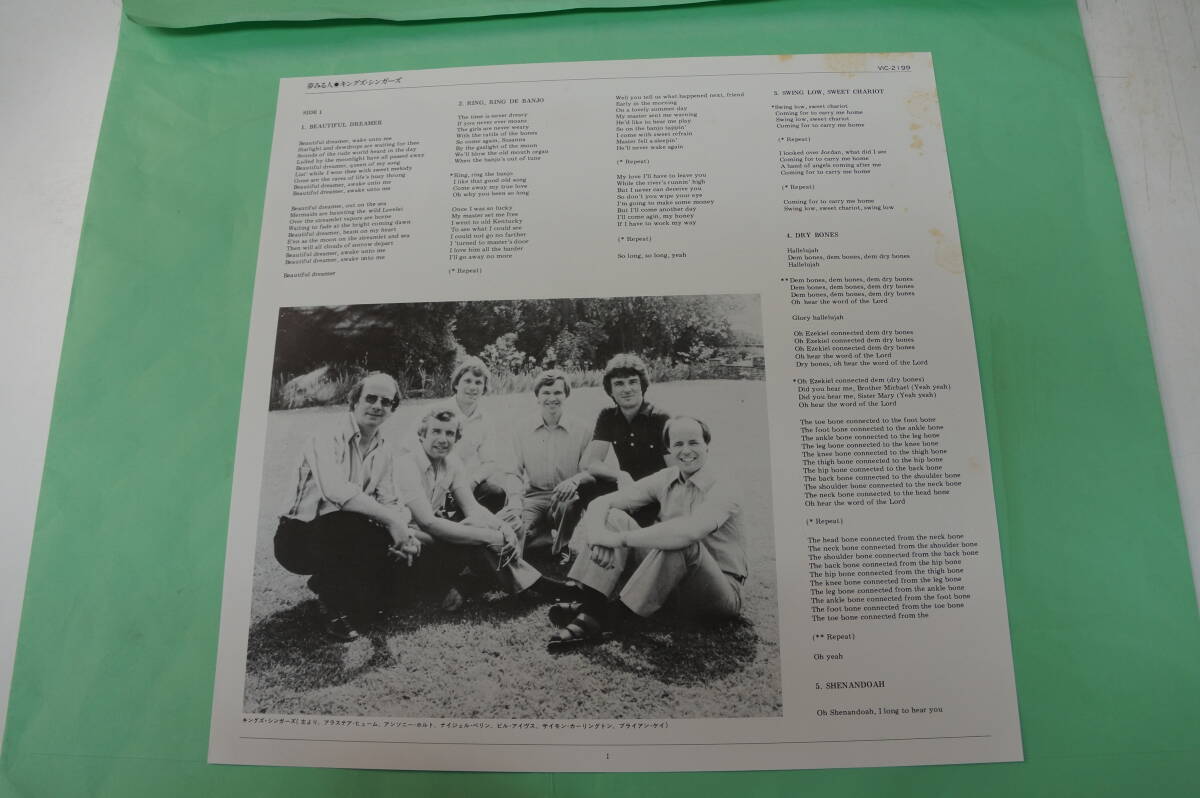 夢みる人●キングズ・シンガーズ
VIC-2199
SIDE 1
1. BEAUTIFUL DREAMER
Beautiful dreamer, wake unto me
Starlight and dewdrops are waiting for thee
Sounds of the rude world heard in the day
Lulled by the moonlight have all passed away
Beautiful dreamer, queen of my song
List' while I woo thee with sweet melody
Gone are the cares of life's busy throng
Beautiful dreamer, awake unto me
Beautiful dreamer, awake unto me
Beautiful dreamer, out on the sea
Mermaids are haunting the wild Lorelei
Over the streamlet vapors are borne
Waiting to fade at the bright coming dawn
Beautiful dreamer, beam on my heart
E'en as the moon on the streamlet and sea
Then will all clouds of sorrow depart
Beautiful dreamer, awake unto me
Beautiful dreamer, awake unto me
Beautiful dreamer
2. RING, RING DE BANJO
The time is never dreary
If you never ever moans
The girls are never weary
With the rattle of the bones
So come again, Susanna
By the gaslight of the moon
We'll blow the old mouth organ
When the banjo's out of tune
*Ring, ring the banjo
I like that good old song
Come away my true love
Oh why you been so long
Once I was so lucky
My master set me free
I went to old Kentucky
To see what I could see
I could not go no farther
I 'turned to master's door
I love him all the harder
I'll go away no more
(* Repeat)
Well you tell us what happened next, friend
Early in the morning
On a lovely summer day
My master sent me warning
He'd like to hear me play
So on the banjo tappin'
I come with sweet refrain
Master fell a-sleepin'
He'll never wake again
(* Repeat)
My love I'll have to leave you
While the river's runnin' high
But I never can deceive you
So don't you wipe your eye
I'm going to make some money
But I'll come another day
I'll come agin, my honey
If I have to work my way
(* Repeat)
So long, so long, yeah
3. SWING LOW, SWEET CHARIOT
*Swing low, sweet chariot
Coming for to carry me home
Swing low, sweet chariot
Coming for to carry me home
(* Repeat)
I looked over Jordan, what did I see
Coming for to carry me home
A band of angels coming after me
Coming for to carry me home
(* Repeat)
Coming for to carry me home
Swing low, sweet chariot, swing low
4. DRY BONES
Hallelujah
Dem bones, dem bones, dem dry bones
Hallelujah
**Dem bones, dem bones, dem dry bones
Dem bones, dem bones, dem dry bones
Dem bones, dem bones, dem dry bones
Oh hear the word of the Lord
Glory hallelujah
Oh Ezekiel connected dem dry bones
Oh Ezekiel connected dem dry bones
Oh Ezekiel connected dem dry bones
Oh hear the word of the Lord
Dry bones, oh hear the word of the Lord
*Oh Ezekiel connected dem (dry bones)
Did you hear me, Brother Michael (Yeah yeah)
Did you hear me, Sister Mary (Yeah yeah)
Oh hear the word of the Lord
The toe bone connected to the foot bone
The foot bone connected to the ankle bone
The ankle bone connected to the leg bone
The leg bone connected to the knee bone
The knee bone connected to the thigh bone
The thigh bone connected to the hip bone
The hip bone connected to the back bone
The back bone connected to the shoulder bone
The shoulder bone connected to the neck bone
The neck bone connected to the head bone
Oh hear the word of the Lord
(* Repeat)
The head bone connected from the neck bone
The neck bone connected from the shoulder bone
The shoulder bone connected from the back bone
The back bone connected from the hip bone
The hip bone connected from the thigh bone
The knee bone connected from the leg bone
The leg bone connected from the ankle bone
The ankle bone connected from the foot bone
The foot bone connected from the toe bone
The toe bone connected from the
(** Repeat)
Oh yeah
5. SHENANDOAH
Oh Shenandoah, I long to hear you
キングズ・シンガーズ(左より、アラステア・ヒューム、アンソニー・ホルト、ナイジェル・ペリン、ビル・アイヴス、サイモン・カーリングトン、ブライアン・ケイ)
1